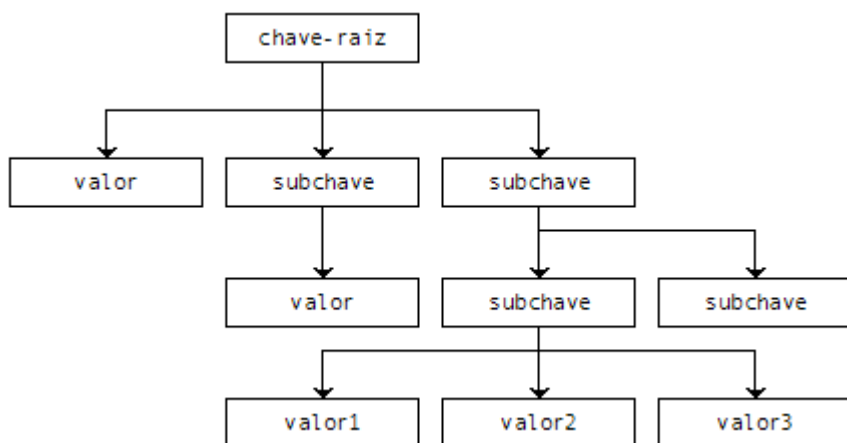 chave-raiz
valor
subchave
subchave
valor
subchave
subchave
valor1
valor2
valor3